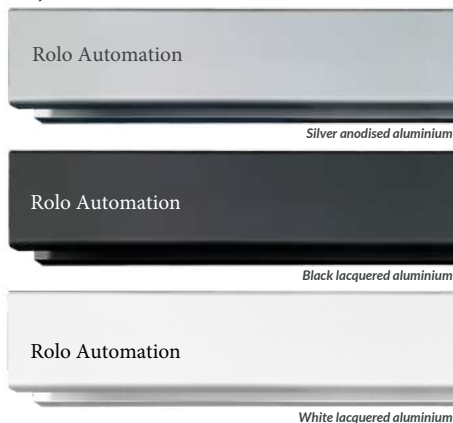 Rolo Automation
Silver anodised aluminium
Rolo Automation
Black lacquered aluminium
Rolo Automation
White lacquered aluminium